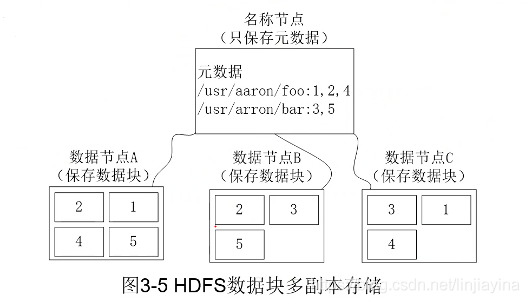 名称节点
（只保存元数据）
元数据
/usr/aaron/foo:1,2,4
/usr/arron/bar:3,5
数据节点A
（保存数据块）
数据节点B
（保存数据块）
数据节点C
（保存数据块）
2 1
4 5
2 3
5
3 1
4
图3-5 HDFS数据块多副本存储
csdn.net/linjiayina